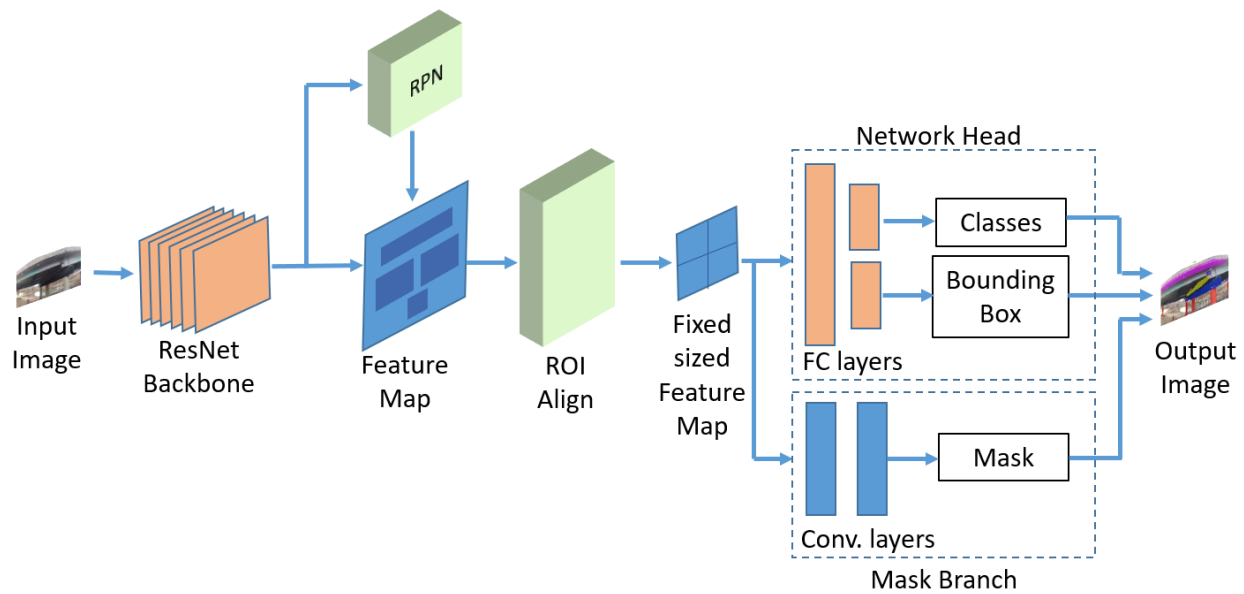 RPN
Network Head
Classes
Bounding
Box
FC layers
Input
Image
ResNet
Backbone
Feature
Map
ROI
Align
Fixed
sized
Feature
Map
Output
Image
Mask
Conv. layers
Mask Branch